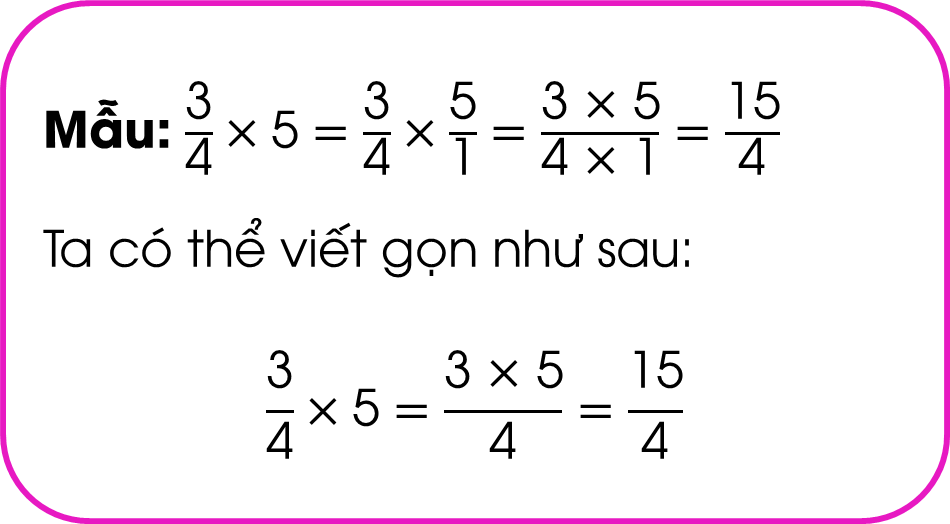 Mẫu: 3/4 × 5 = 3/4 × 5/1 = (3 × 5)/(4 × 1) = 15/4
Ta có thể viết gọn như sau:
3/4 × 5 = (3 × 5)/4 = 15/4